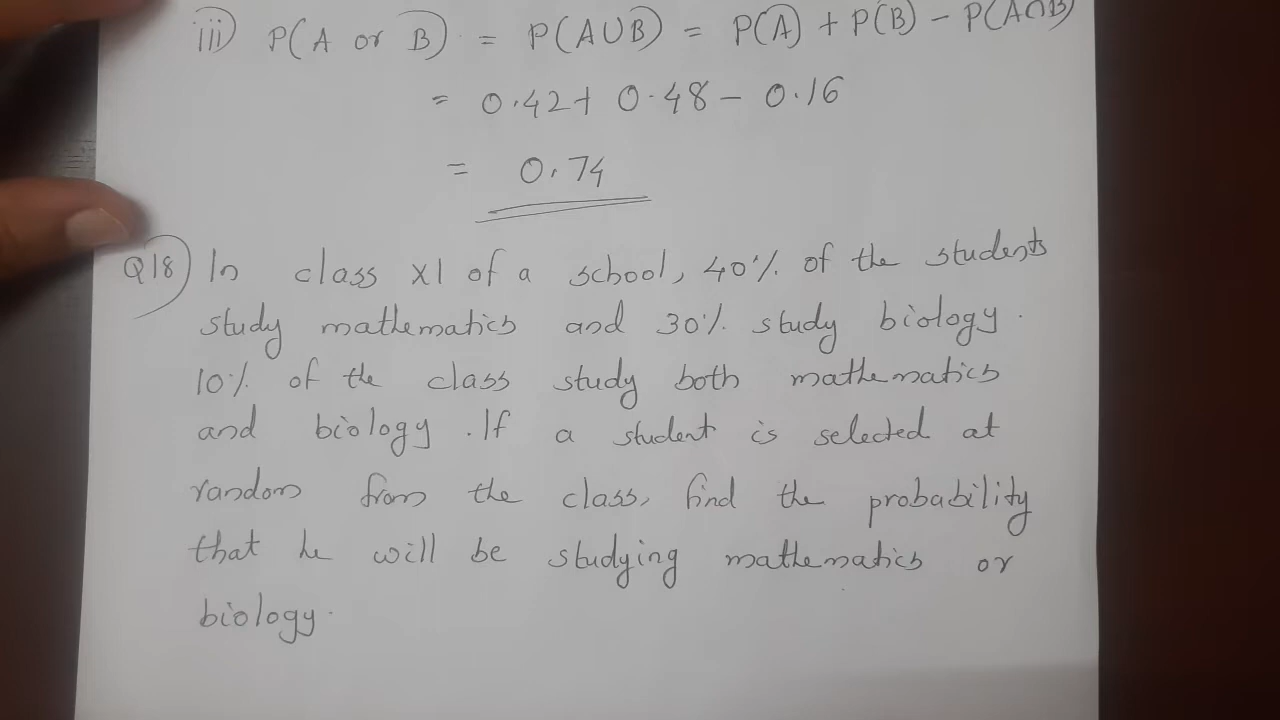 iii) P(A or B) = P(A∪B) = P(A) + P(B) - P(A∩B)
= 0.42 + 0.48 - 0.16
= 0.74
Q18) In class XI of a school, 40% of the students
study mathematics and 30% study biology.
10% of the class study both mathematics
and biology. If a student is selected at
random from the class, find the probability
that he will be studying mathematics or
biology.